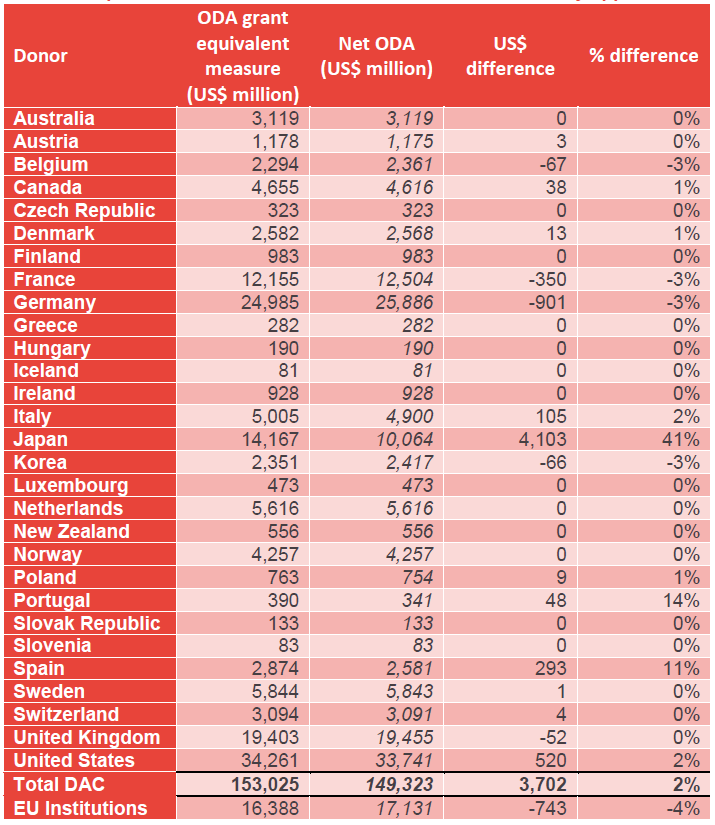 Donor ODA grant equivalent measure (US$ million) Net ODA (US$ million) US$ difference % difference
Australia 3,119 3,119 0 0%
Austria 1,178 1,175 3 0%
Belgium 2,294 2,361 -67 -3%
Canada 4,655 4,616 38 1%
Czech Republic 323 323 0 0%
Denmark 2,582 2,568 13 1%
Finland 983 983 0 0%
France 12,155 12,504 -350 -3%
Germany 24,985 25,886 -901 -3%
Greece 282 282 0 0%
Hungary 190 190 0 0%
Iceland 81 81 0 0%
Ireland 928 928 0 0%
Italy 5,005 4,900 105 2%
Japan 14,167 10,064 4,103 41%
Korea 2,351 2,417 -66 -3%
Luxembourg 473 473 0 0%
Netherlands 5,616 5,616 0 0%
New Zealand 556 556 0 0%
Norway 4,257 4,257 0 0%
Poland 763 754 9 1%
Portugal 390 341 48 14%
Slovak Republic 133 133 0 0%
Slovenia 83 83 0 0%
Spain 2,874 2,581 293 11%
Sweden 5,844 5,843 1 0%
Switzerland 3,094 3,091 4 0%
United Kingdom 19,403 19,455 -52 0%
United States 34,261 33,741 520 2%
Total DAC 153,025 149,323 3,702 2%
EU Institutions 16,388 17,131 -743 -4%